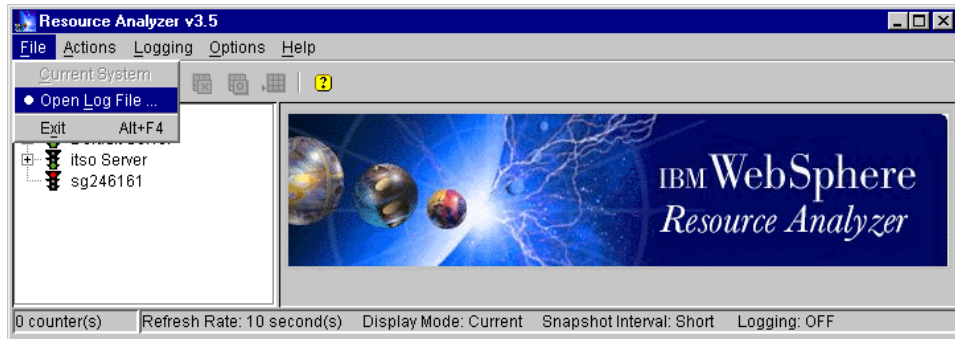 Resource Analyzer v3.5
File Actions Logging Options Help
Current System
Open Log File ...
Exit Alt+F4
itso Server
sg246161
IBM WebSphere
Resource Analyzer
0 counter(s) Refresh Rate: 10 second(s) Display Mode: Current Snapshot Interval: Short Logging: OFF